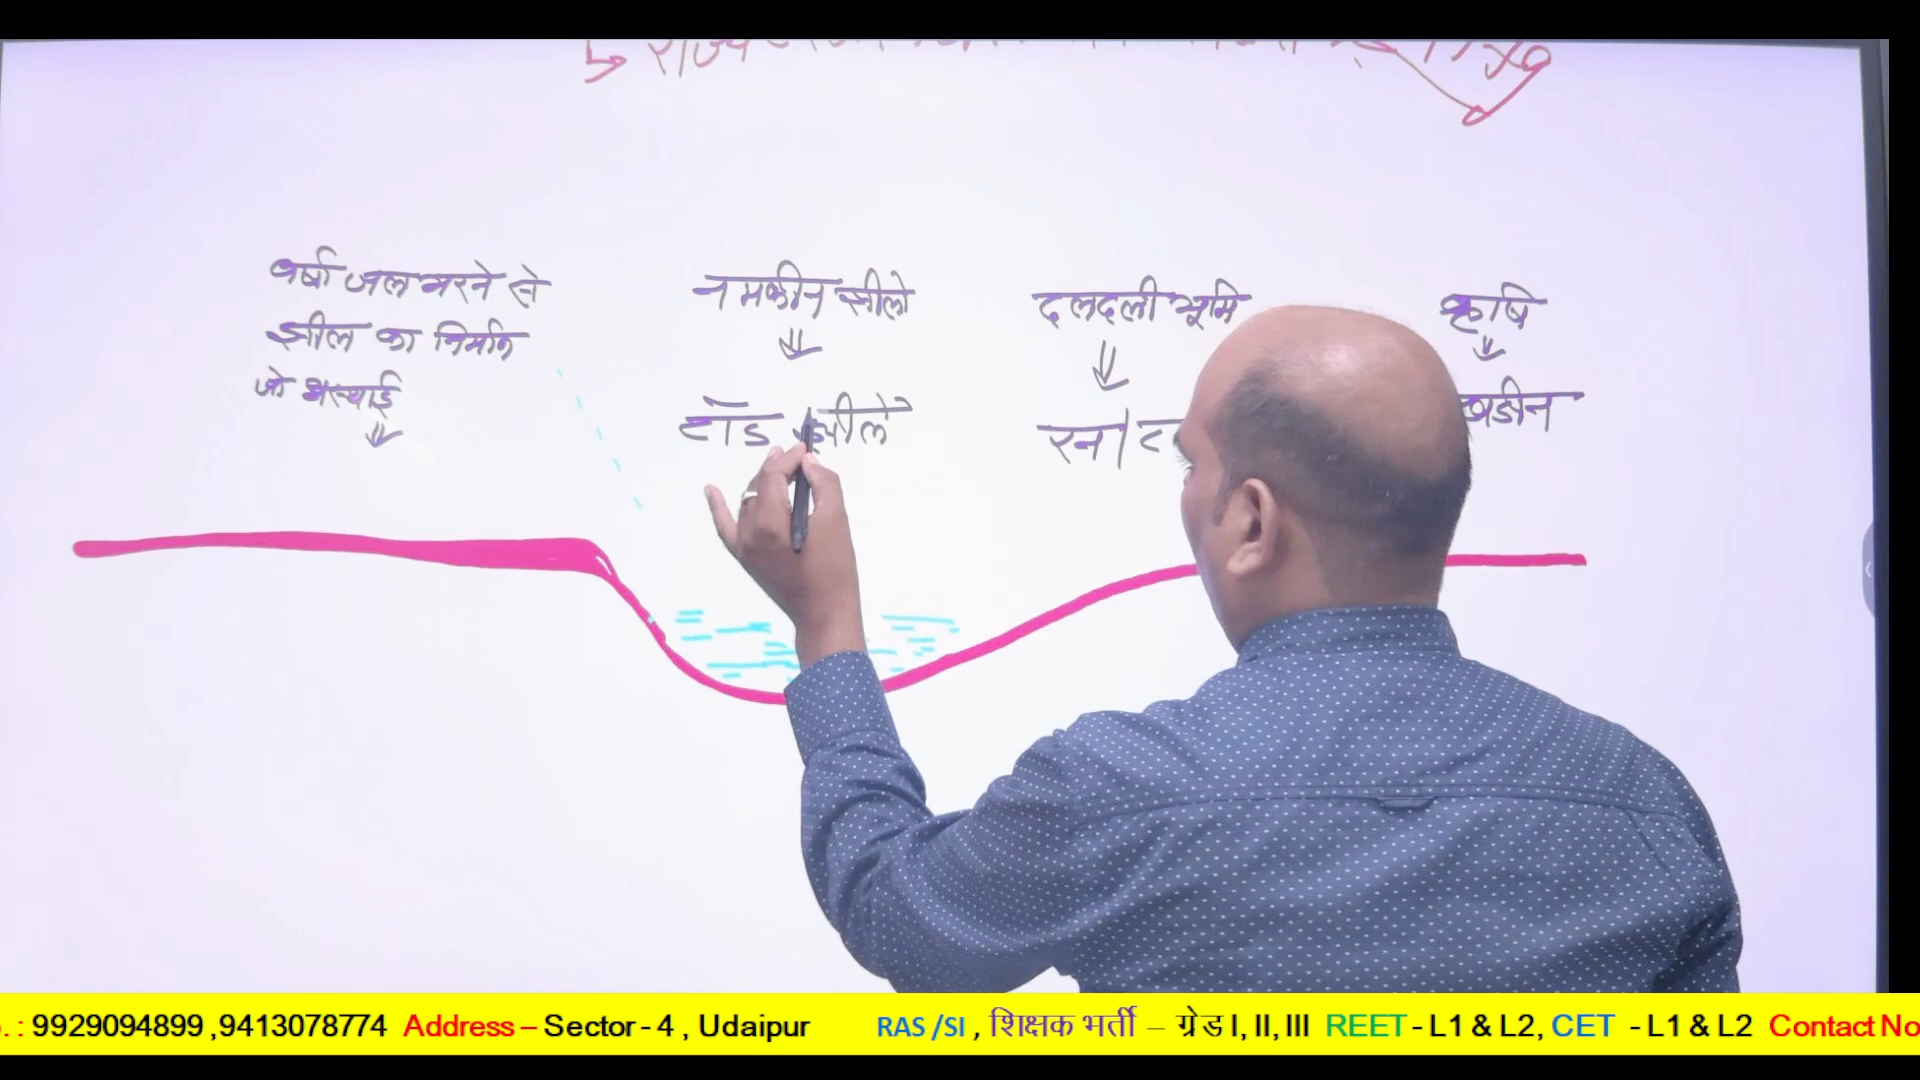 राज्य
वर्षा जल भरने से
झील का निर्माण
जो अस्थाई
नमकीन झीलों
टॉड झीलें
दलदली भूमि
रन/ट
कृषि
खडीन
. : 9929094899 ,9413078774 Address – Sector - 4 , Udaipur RAS /SI , शिक्षक भर्ती – ग्रेड I, II, III REET - L1 & L2, CET - L1 & L2 Contact No